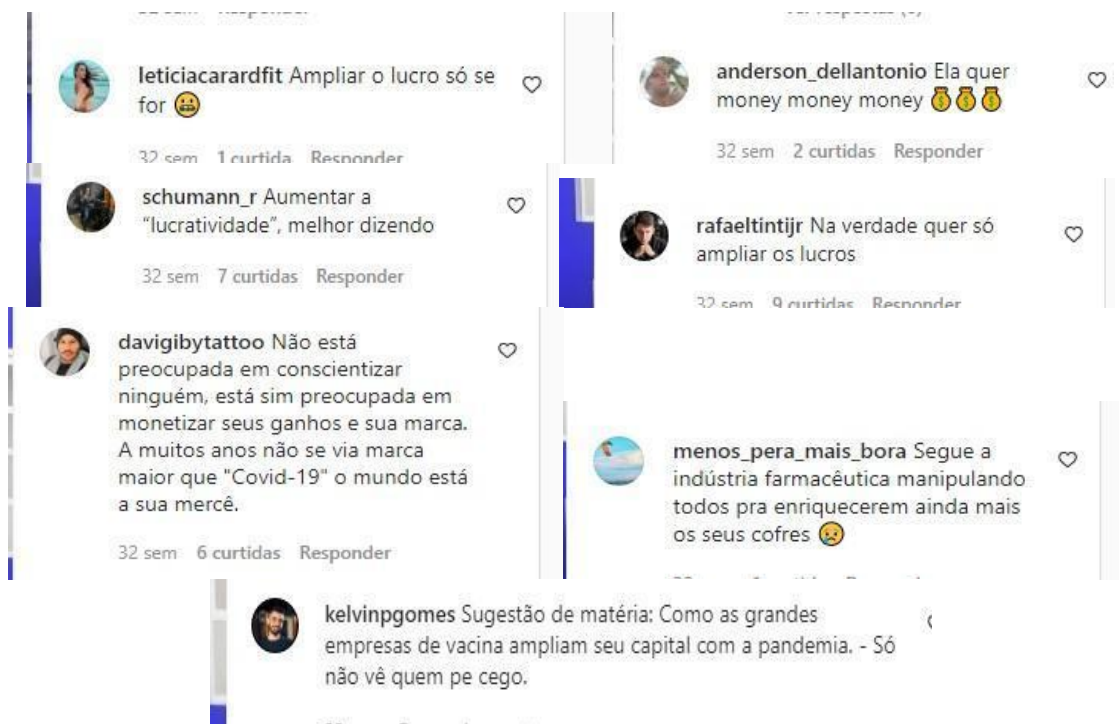 leticiacarardfit Ampliar o lucro só se
for 😬
32 sem 1 curtida Responder
anderson_dellantonio Ela quer
money money money 💰💰💰
32 sem 2 curtidas Responder
schumann_r Aumentar a
“lucratividade”, melhor dizendo
32 sem 7 curtidas Responder
rafaeltintijr Na verdade quer só
ampliar os lucros
32 sem 9 curtidas Responder
davigibytattoo Não está
preocupada em conscientizar
ninguém, está sim preocupada em
monetizar seus ganhos e sua marca.
A muitos anos não se via marca
maior que "Covid-19" o mundo está
a sua mercê.
32 sem 6 curtidas Responder
menos_pera_mais_bora Segue a
indústria farmacêutica manipulando
todos pra enriquecerem ainda mais
os seus cofres 😢
kelvinpgomes Sugestão de matéria: Como as grandes
empresas de vacina ampliam seu capital com a pandemia. - Só
não vê quem pe cego.